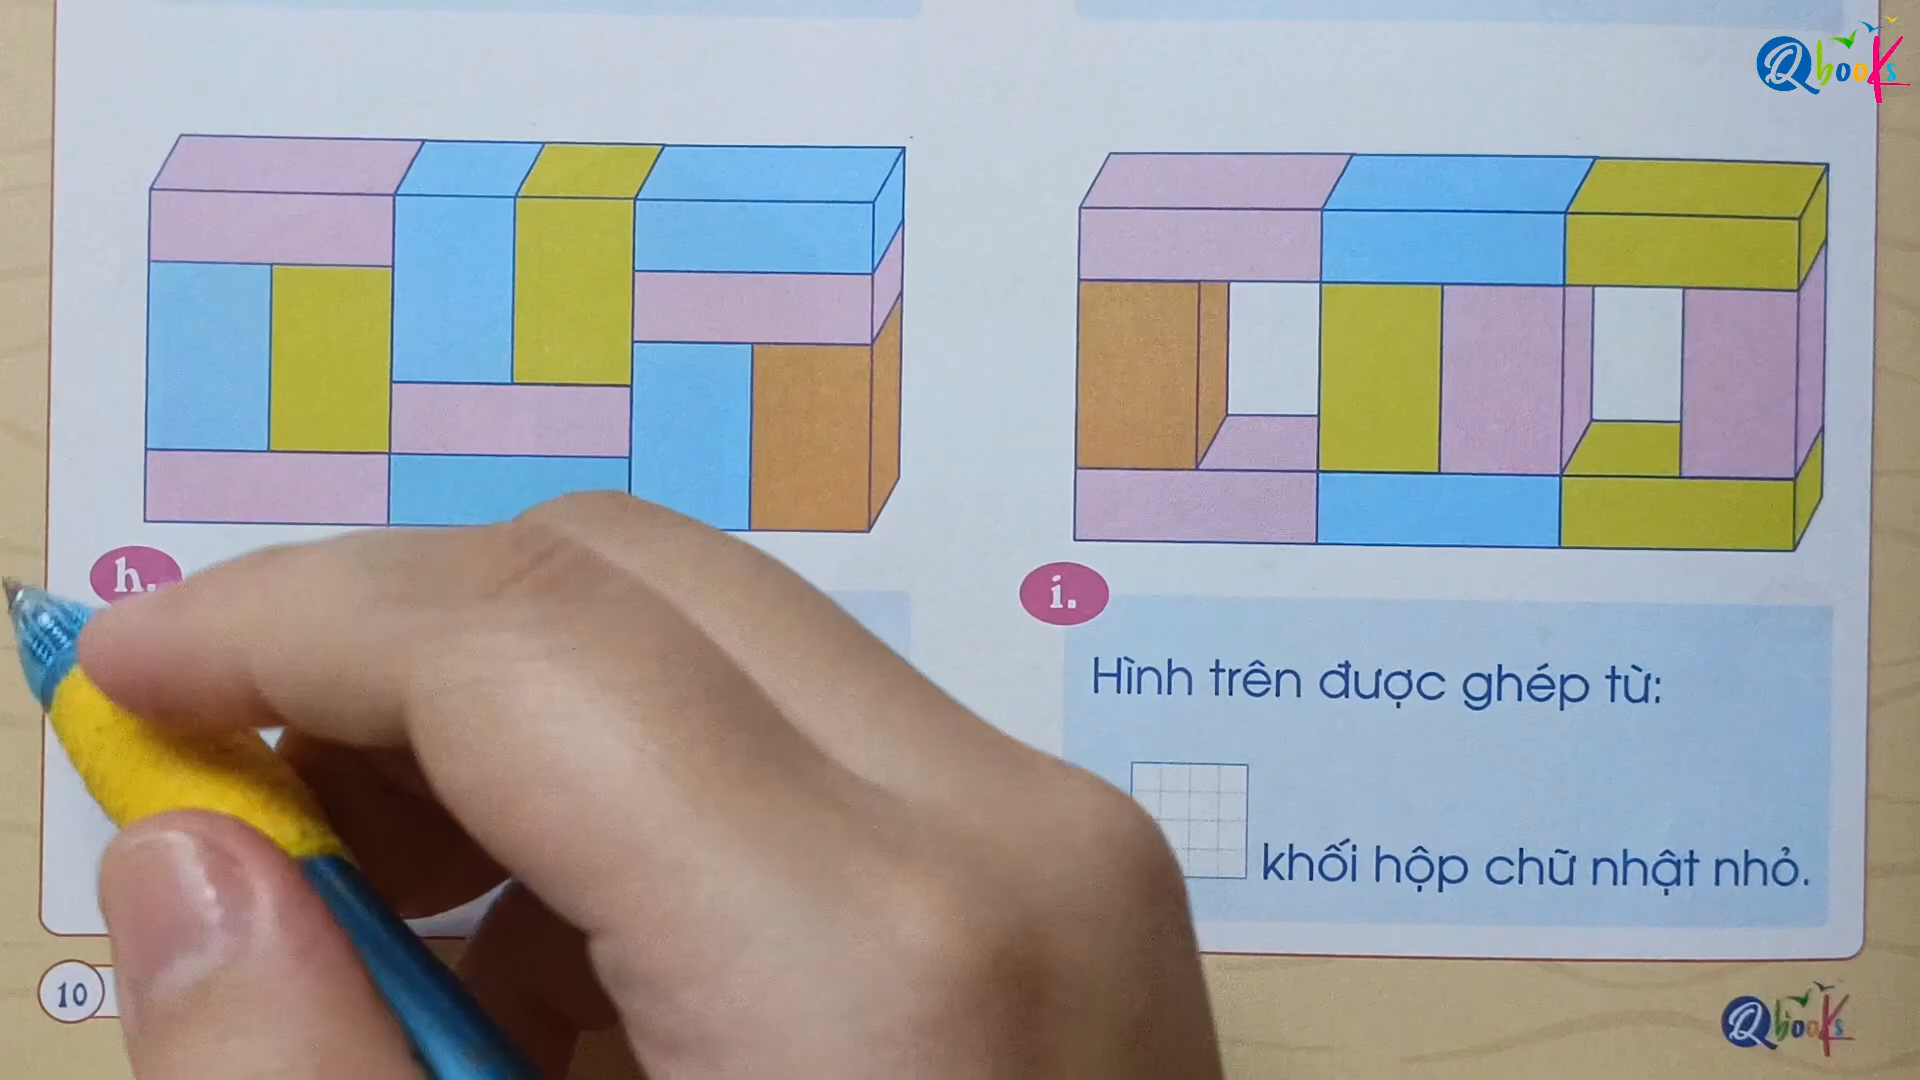 Qbooks
h.
i.
Hình trên được ghép từ:
khối hộp chữ nhật nhỏ.
10
Qbooks